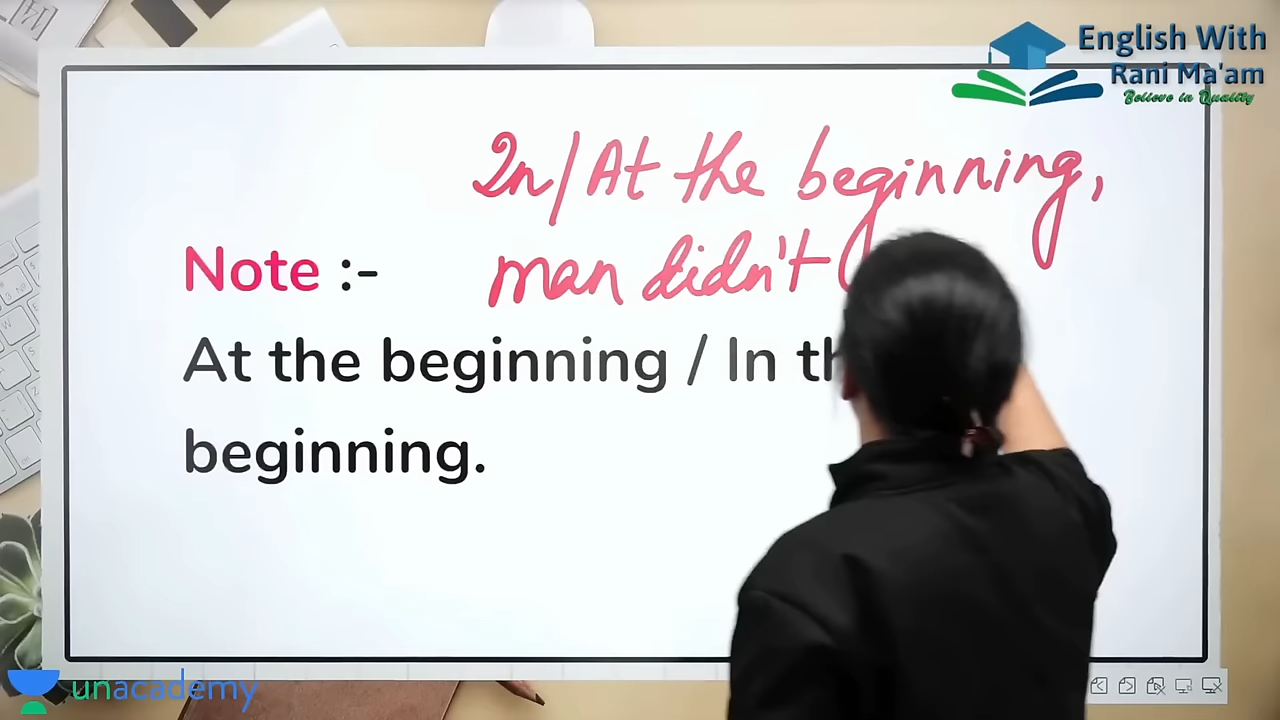 English With
Rani Ma'am
Believe in Quality
In/At the beginning,
man didn't
Note :-
At the beginning / In
beginning.
unacademy